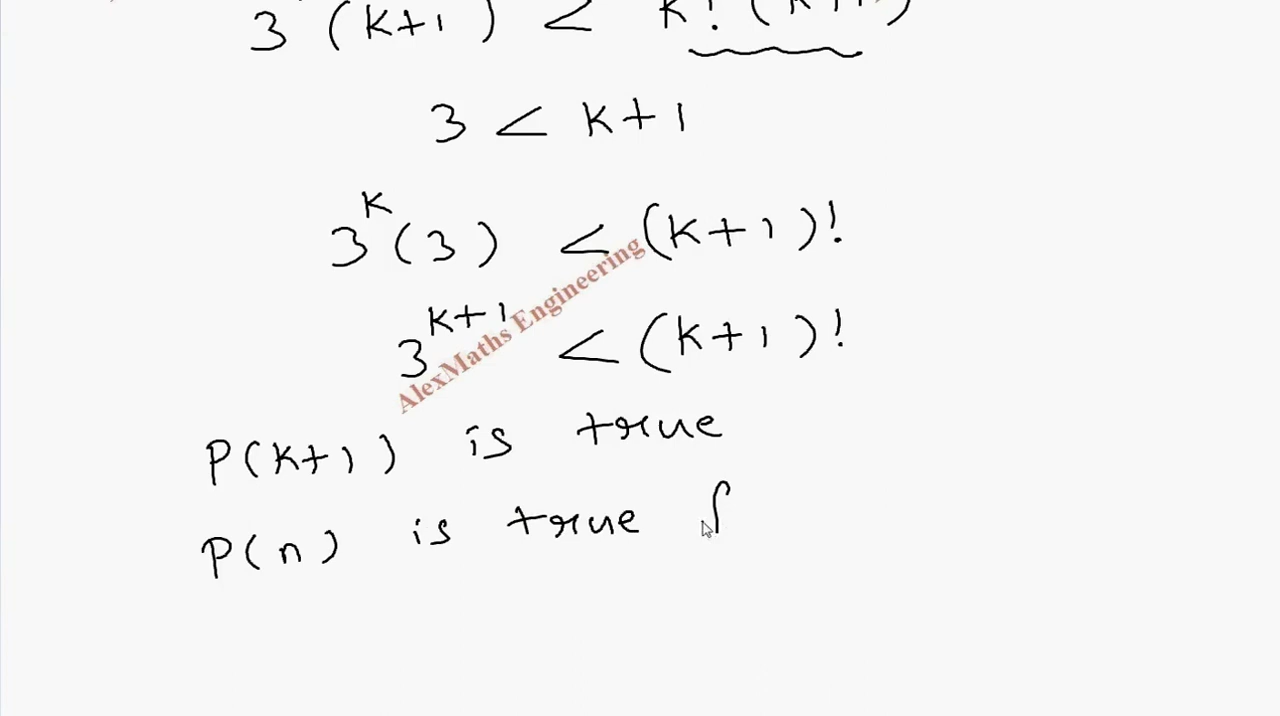 3 (k+1) < k! (k+1)
3 < k+1
3^k (3) < (k+1)!
3^{k+1} < (k+1)!
AlexMaths Engineering
P(k+1) is true
P(n) is true f